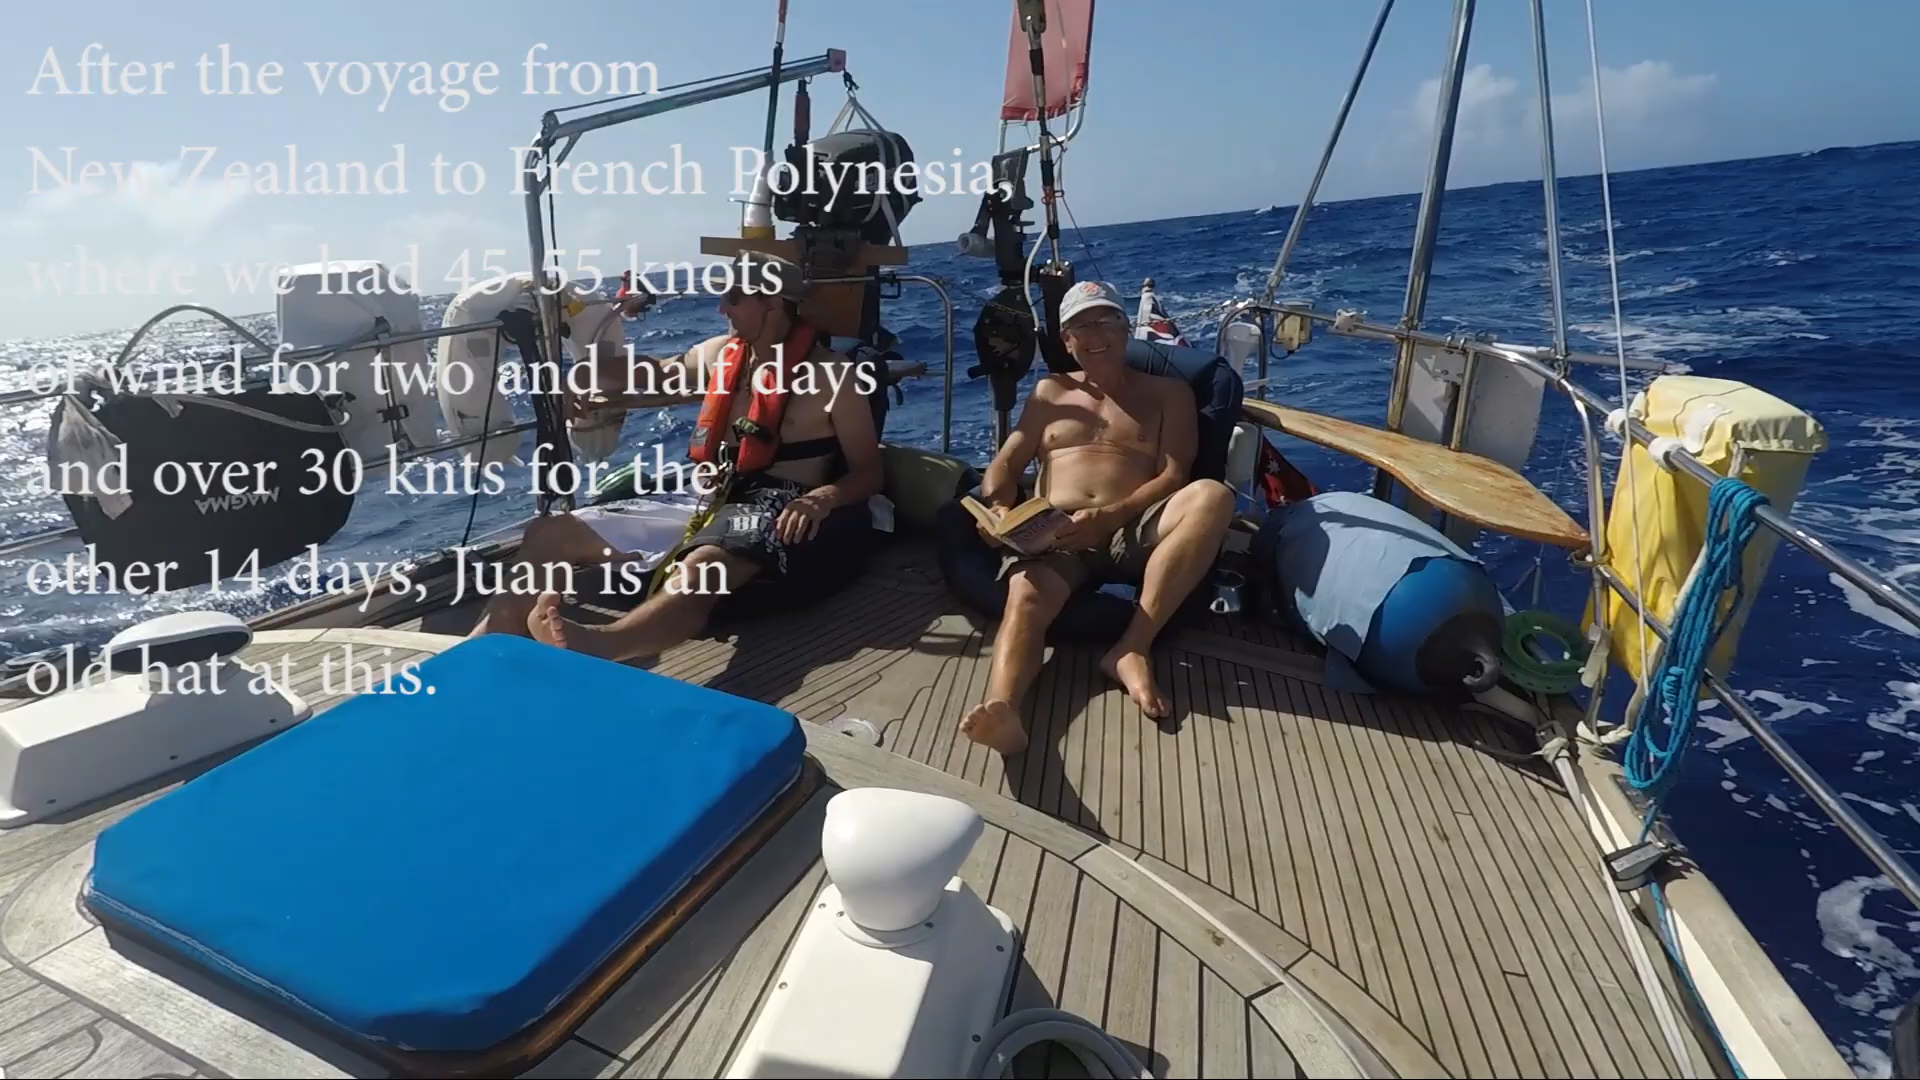 After the voyage from
New Zealand to French Polynesia,
where we had 45-55 knots
of wind for two and half days
and over 30 knts for the
other 14 days, Juan is an
old hat at this.
MAGMA